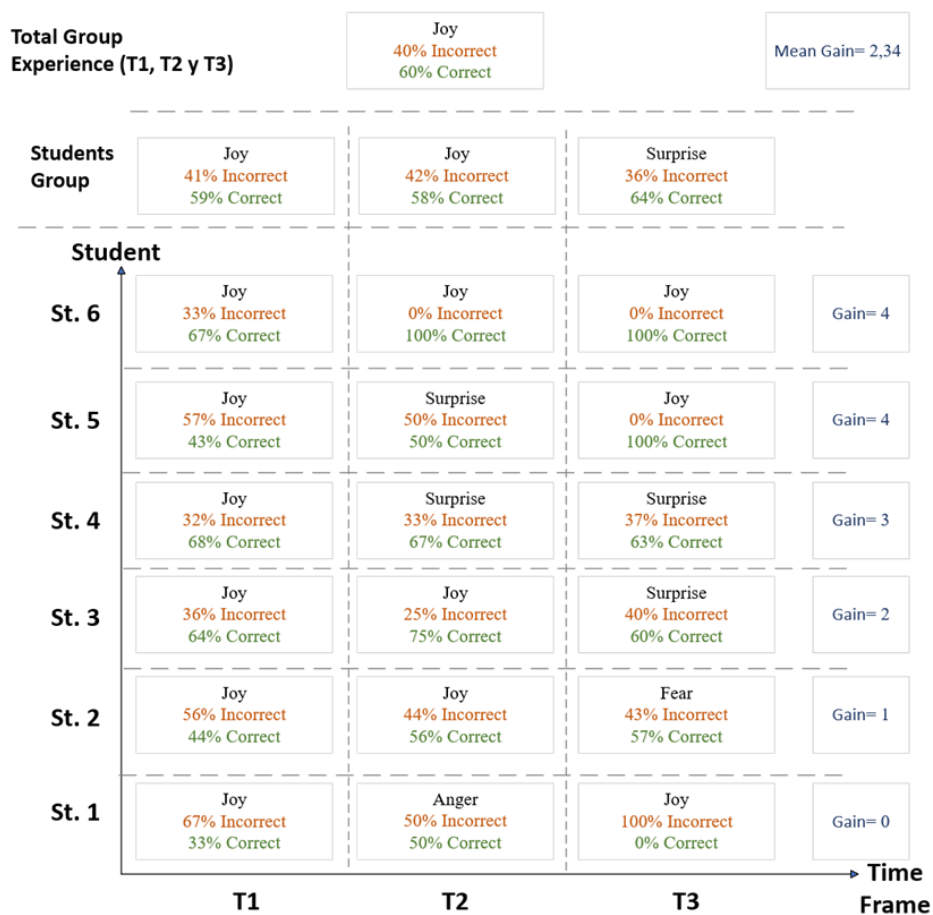 Total Group
Experience (T1, T2 y T3)
Joy
40% Incorrect
60% Correct
Mean Gain= 2,34
Students
Group
Joy
41% Incorrect
59% Correct
Joy
42% Incorrect
58% Correct
Surprise
36% Incorrect
64% Correct
Student
St. 6
Joy
33% Incorrect
67% Correct
Joy
0% Incorrect
100% Correct
Joy
0% Incorrect
100% Correct
Gain= 4
St. 5
Joy
57% Incorrect
43% Correct
Surprise
50% Incorrect
50% Correct
Joy
0% Incorrect
100% Correct
Gain= 4
St. 4
Joy
32% Incorrect
68% Correct
Surprise
33% Incorrect
67% Correct
Surprise
37% Incorrect
63% Correct
Gain= 3
St. 3
Joy
36% Incorrect
64% Correct
Joy
25% Incorrect
75% Correct
Surprise
40% Incorrect
60% Correct
Gain= 2
St. 2
Joy
56% Incorrect
44% Correct
Joy
44% Incorrect
56% Correct
Fear
43% Incorrect
57% Correct
Gain= 1
St. 1
Joy
67% Incorrect
33% Correct
Anger
50% Incorrect
50% Correct
Joy
100% Incorrect
0% Correct
Gain= 0
T1
T2
T3
Time
Frame